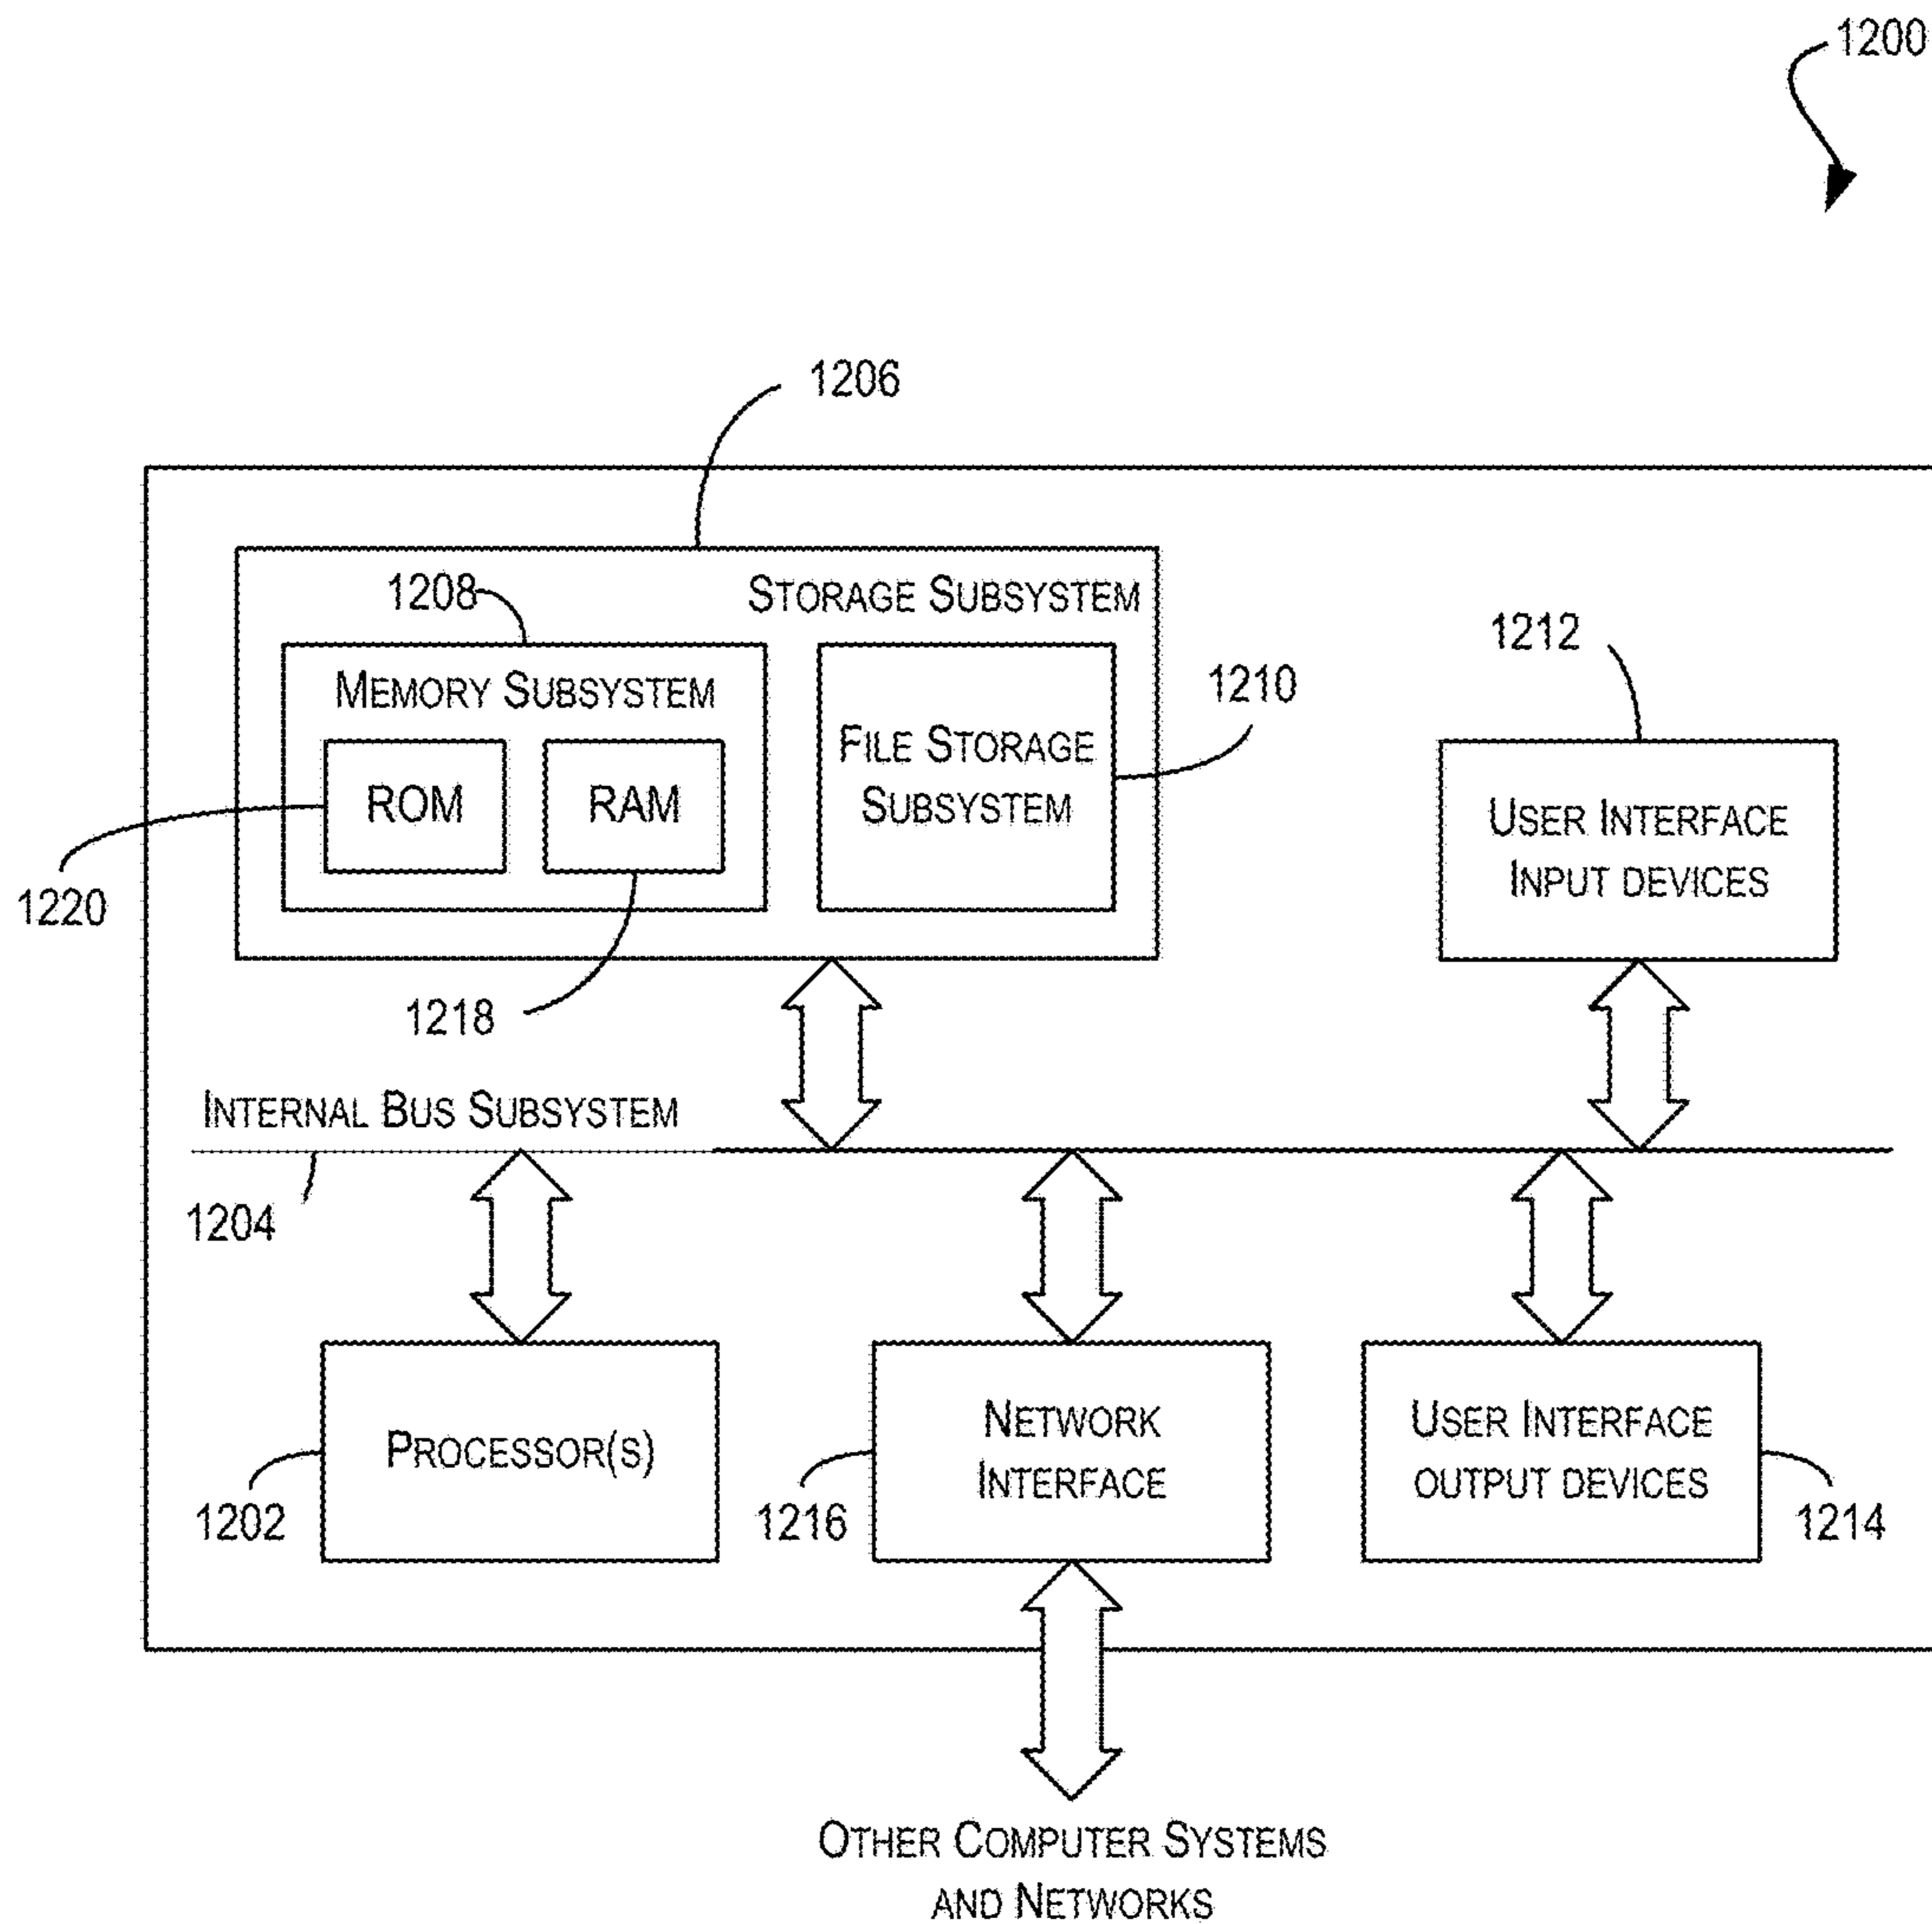 1200
1206
1208
STORAGE SUBSYSTEM
1212
MEMORY SUBSYSTEM
1210
FILE STORAGE
SUBSYSTEM
ROM
RAM
USER INTERFACE
INPUT DEVICES
1220
1218
INTERNAL BUS SUBSYSTEM
1204
PROCESSOR(S)
NETWORK
INTERFACE
USER INTERFACE
OUTPUT DEVICES
1202
1216
1214
OTHER COMPUTER SYSTEMS
AND NETWORKS